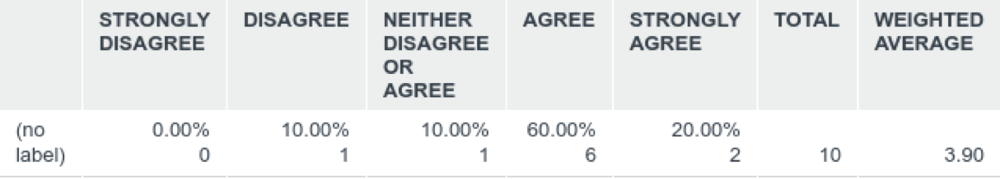 STRONGLY DISAGREE NEITHER AGREE STRONGLY TOTAL WEIGHTED
DISAGREE DISAGREE AGREE AVERAGE
OR
AGREE
(no 0.00% 10.00% 10.00% 60.00% 20.00%
label) 0 1 1 6 2 10 3.90